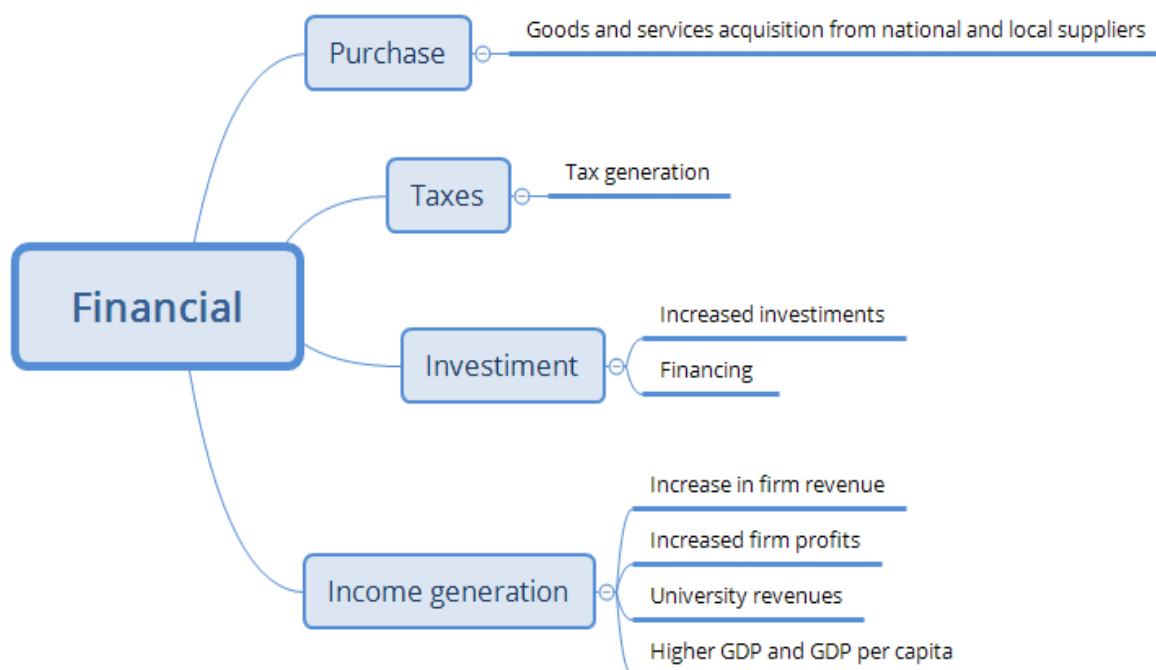 Financial
Purchase
Goods and services acquisition from national and local suppliers
Taxes
Tax generation
Investiment
Increased investiments
Financing
Income generation
Increase in firm revenue
Increased firm profits
University revenues
Higher GDP and GDP per capita